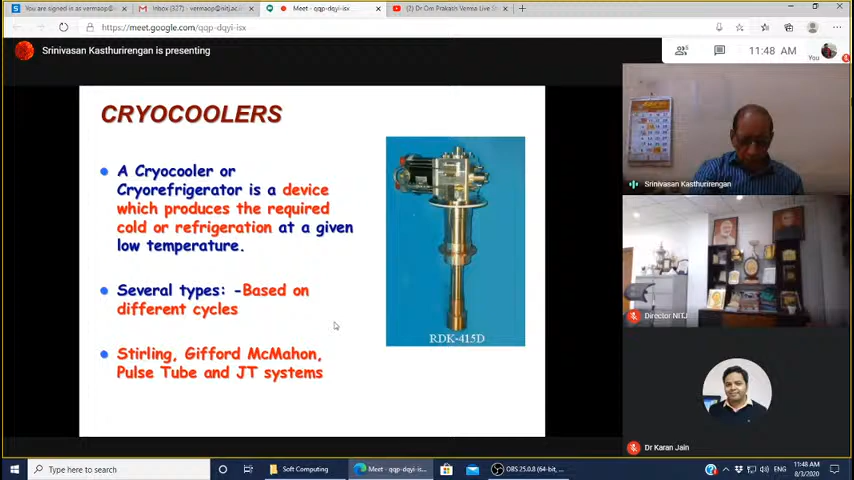 You are signed in as vermaop@
Inbox (327) - vermaop@nitj.ac.in
Meet - qqp-dqyi-isx
(2) Dr Om Prakash Verma Live S
https://meet.google.com/qqp-dqyi-isx
Srinivasan Kasthurirengan is presenting
11:48 AM
You
CRYOCOOLERS
A Cryocooler or
Cryorefrigerator is a device
which produces the required
cold or refrigeration at a given
low temperature.
Several types: -Based on
different cycles
Stirling, Gifford McMahon,
Pulse Tube and JT systems
RDK-415D
Srinivasan Kasthurirengan
Director NITJ
Dr Karan Jain
Type here to search
Soft Computing
Meet - qqp-dqyi-is...
OBS 25.0.8 (64-bit, ...
ENG
11:48 AM
8/3/2020